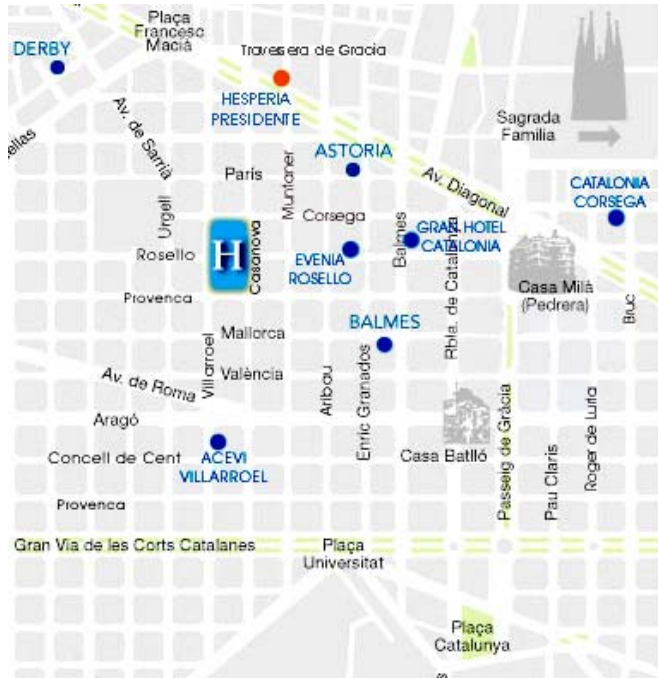 Plaça
Francesc
Macià
DERBY
Travessera de Gracia
HESPERIA
PRESIDENTE
Av. de Sarrià
ellas
Sagrada
Familia
ASTORIA
París
Muntaner
Av. Diagonal
CATALONIA
CORSEGA
Urgell
Corsega
Balmes
GRAN HOTEL
CATALONIA
Rosello
H
Casanova
EVENIA
ROSELLO
Rbla. de Catalunya
Casa Milà
(Pedrera)
Bruc
Provenca
Mallorca
BALMES
Villarroel
València
Av. de Roma
Aribau
Enric Granados
Passeig de Gràcia
Roger de Luria
Aragó
Concell de Cent
ACEVI
VILLARROEL
Casa Batlló
Pau Claris
Provenca
Gran Via de les Corts Catalanes
Plaça
Universitat
Plaça
Catalunya